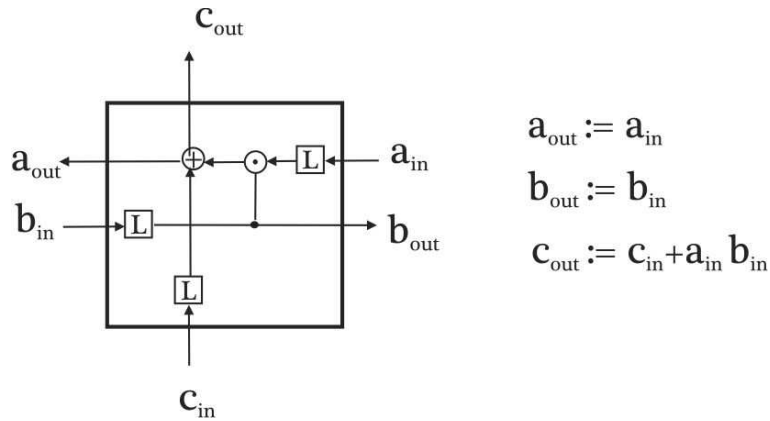 c_out
a_out
L
a_in
b_in
L
b_out
L
c_in
a_out := a_in
b_out := b_in
c_out := c_in+a_in b_in